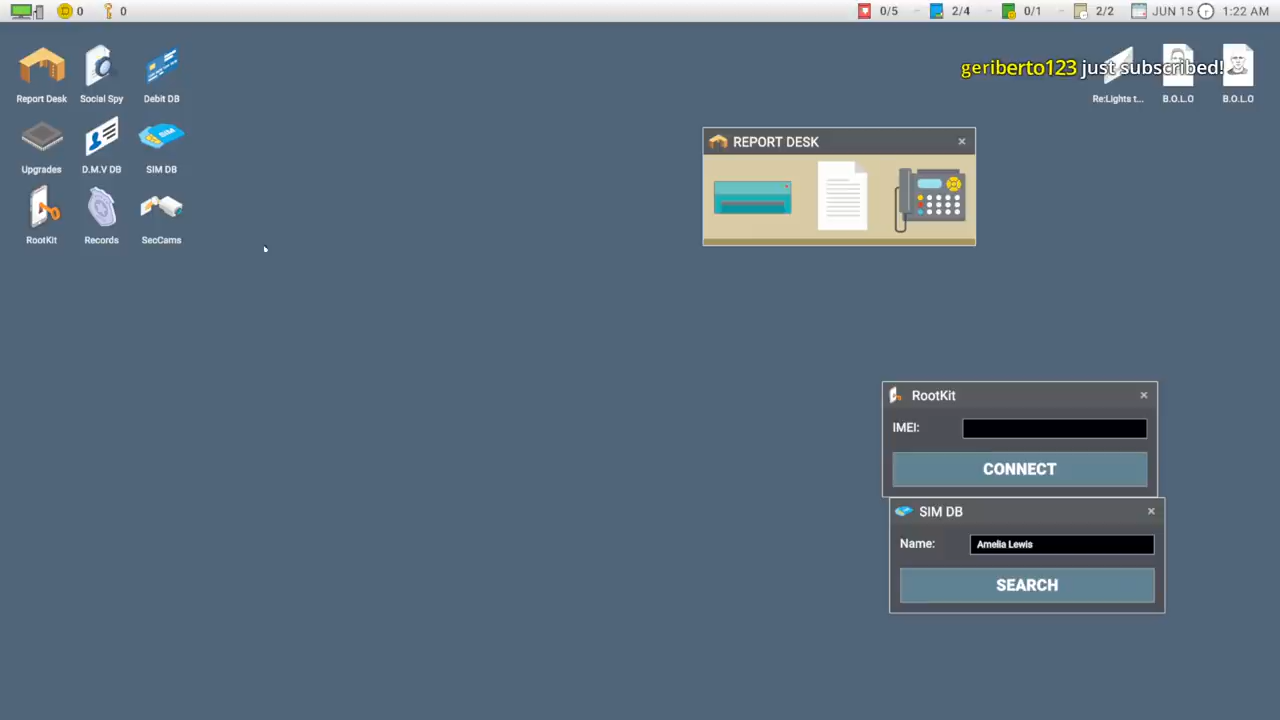 0 0 0/5 2/4 0/1 2/2 JUN 15 1:22 AM
geriberto123 just subscribed!
Report Desk Social Spy Debit DB Re:Lights t... B.O.L.O B.O.L.O
REPORT DESK
Upgrades D.M.V DB SIM DB
RootKit Records SecCams
RootKit
IMEI:
CONNECT
SIM DB
Name: Amelia Lewis
SEARCH